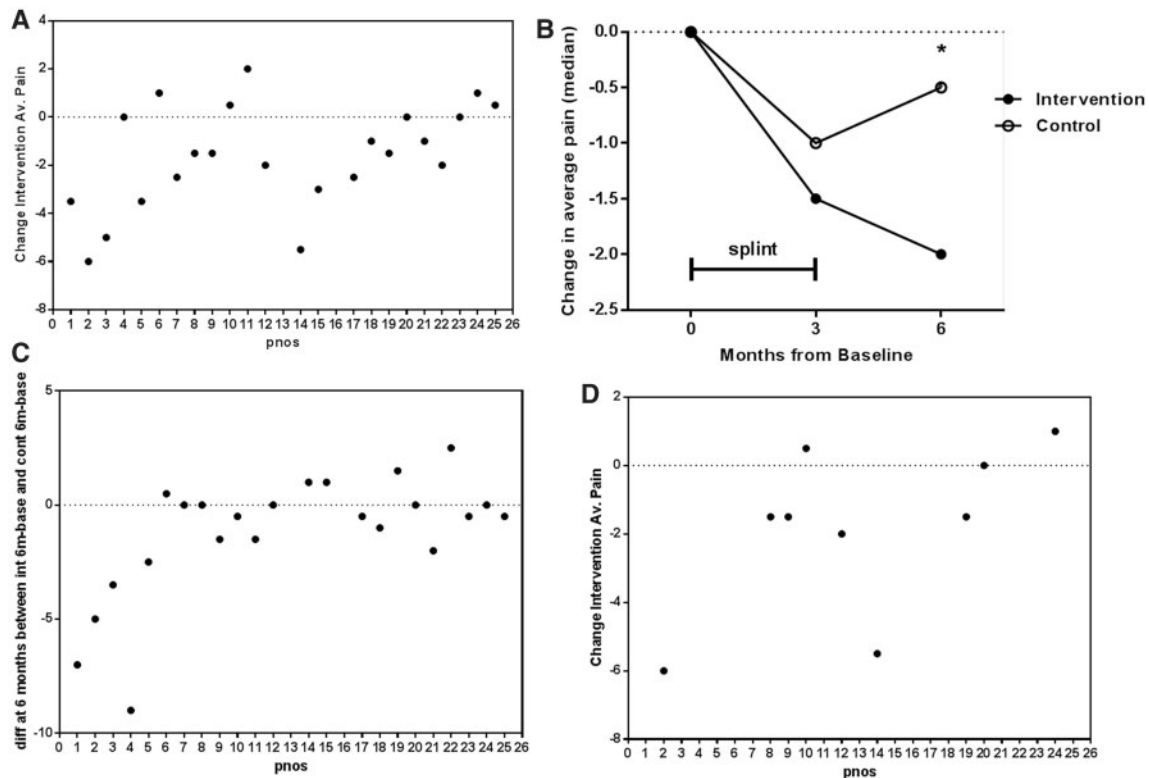 A
Change Intervention Av. Pain
4
2
0
-2
-4
-6
-8
0 1 2 3 4 5 6 7 8 9 10 11 12 13 14 15 16 17 18 19 20 21 22 23 24 25 26
pnos
B
Change in average pain (median)
0.0
-0.5
-1.0
-1.5
-2.0
-2.5
*
splint
Intervention
Control
0 3 6
Months from Baseline
C
diff at 6 months between int 6m-base and cont 6m-base
5
0
-5
-10
0 1 2 3 4 5 6 7 8 9 10 11 12 13 14 15 16 17 18 19 20 21 22 23 24 25 26
pnos
D
Change Intervention Av. Pain
2
0
-2
-4
-6
-8
0 1 2 3 4 5 6 7 8 9 10 11 12 13 14 15 16 17 18 19 20 21 22 23 24 25 26
pnos